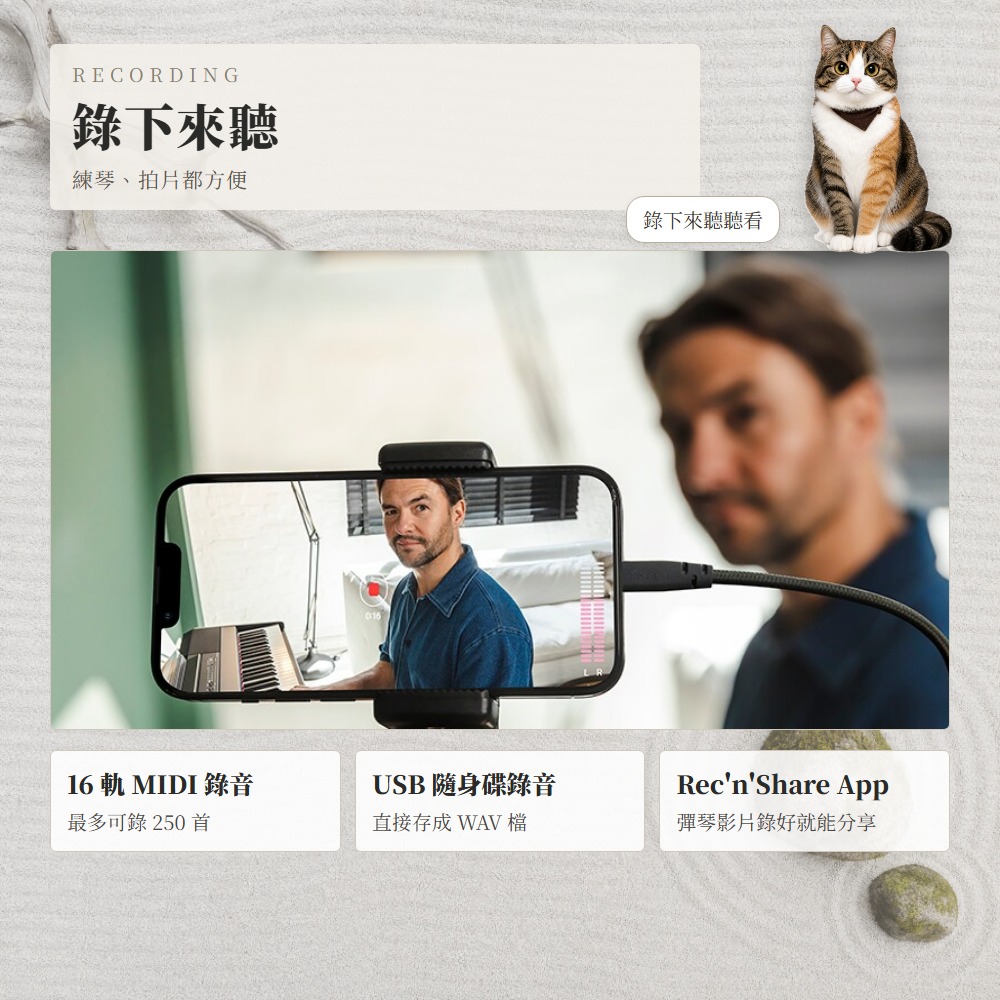 RECORDING
錄下來聽
練琴、拍片都方便
錄下來聽聽看
0:16
L R
16 軌 MIDI 錄音
最多可錄 250 首
USB 隨身碟錄音
直接存成 WAV 檔
Rec'n'Share App
彈琴影片錄好就能分享